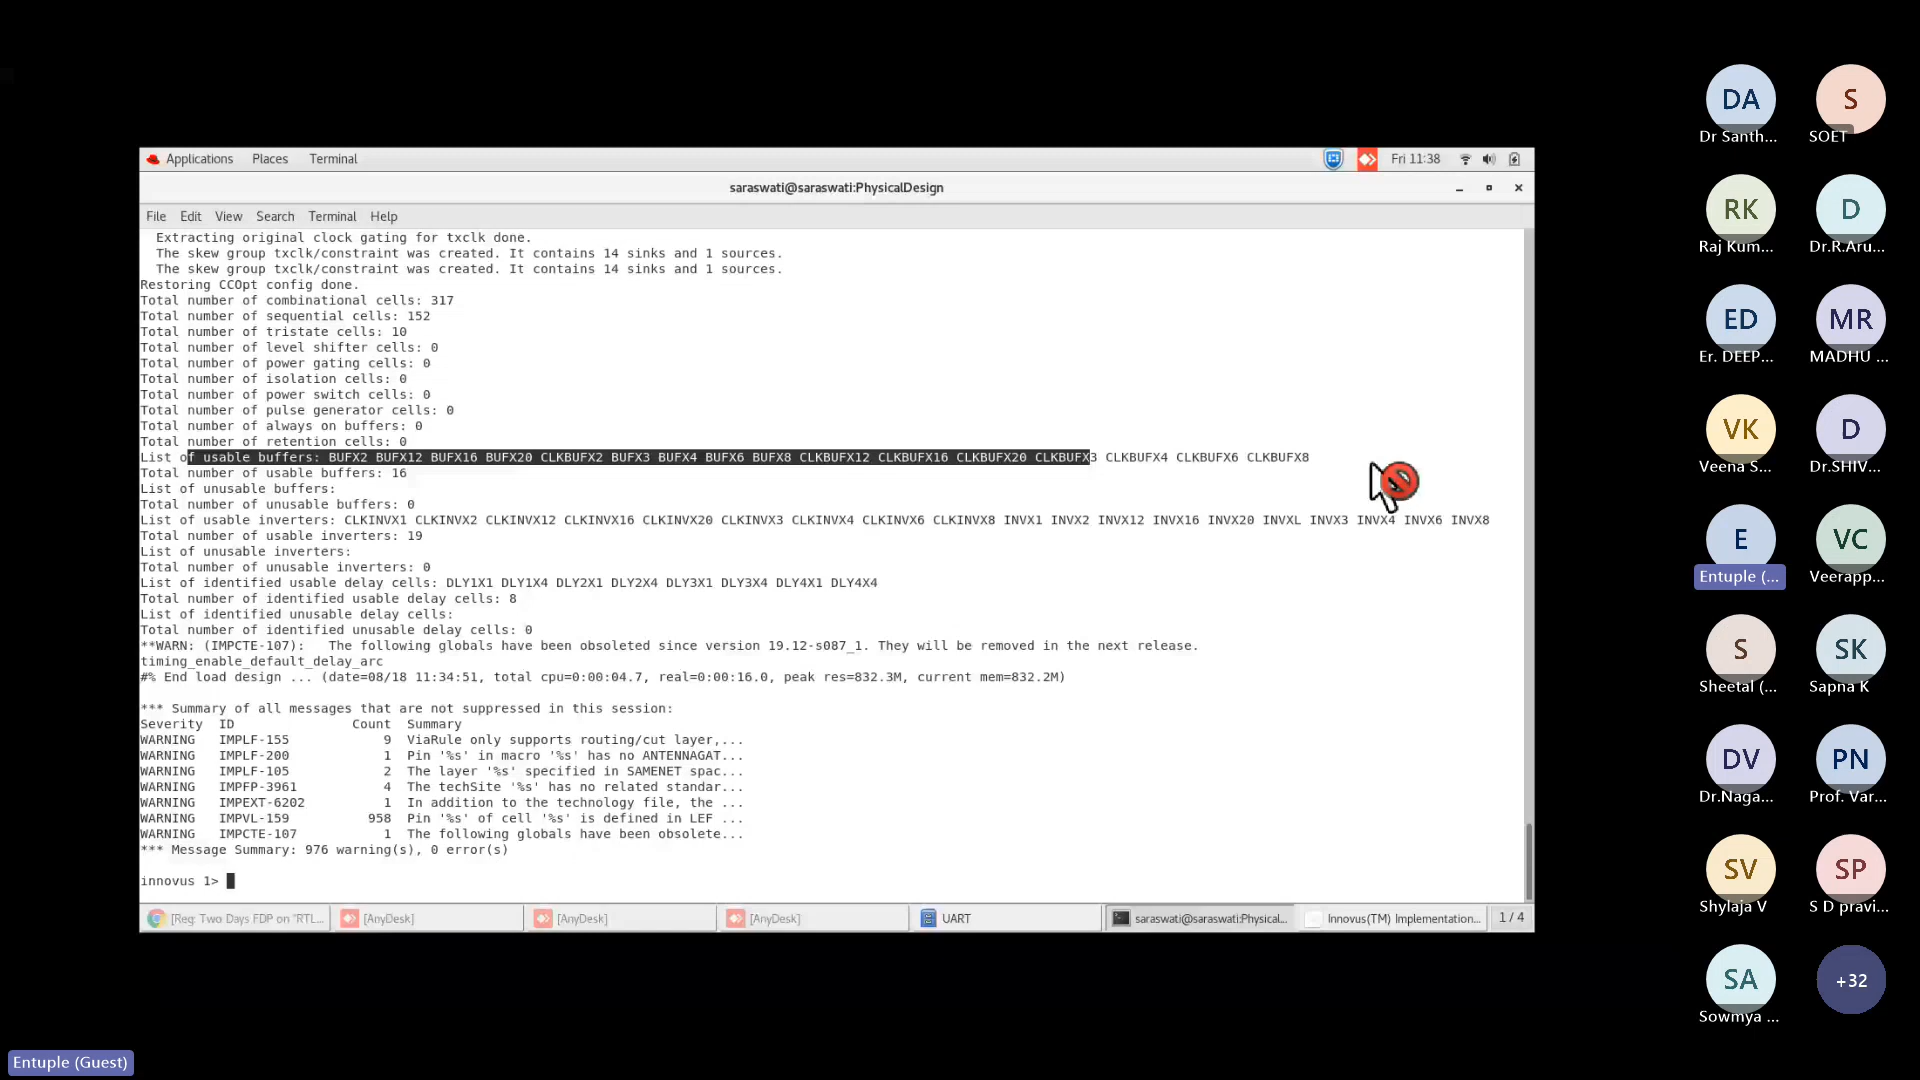 Applications Places Terminal Fri 11:38
saraswati@saraswati:PhysicalDesign
File Edit View Search Terminal Help
Extracting original clock gating for txclk done.
The skew group txclk/constraint was created. It contains 14 sinks and 1 sources.
The skew group txclk/constraint was created. It contains 14 sinks and 1 sources.
Restoring CCOpt config done.
Total number of combinational cells: 317
Total number of sequential cells: 152
Total number of tristate cells: 10
Total number of level shifter cells: 0
Total number of power gating cells: 0
Total number of isolation cells: 0
Total number of power switch cells: 0
Total number of pulse generator cells: 0
Total number of always on buffers: 0
Total number of retention cells: 0
List of usable buffers: BUFX2 BUFX12 BUFX16 BUFX20 CLKBUFX2 BUFX3 BUFX4 BUFX6 BUFX8 CLKBUFX12 CLKBUFX16 CLKBUFX20 CLKBUFX3 CLKBUFX4 CLKBUFX6 CLKBUFX8
Total number of usable buffers: 16
List of unusable buffers:
Total number of unusable buffers: 0
List of usable inverters: CLKINVX1 CLKINVX2 CLKINVX12 CLKINVX16 CLKINVX20 CLKINVX3 CLKINVX4 CLKINVX6 CLKINVX8 INVX1 INVX2 INVX12 INVX16 INVX20 INVXL INVX3 INVX4 INVX6 INVX8
Total number of usable inverters: 19
List of unusable inverters:
Total number of unusable inverters: 0
List of identified usable delay cells: DLY1X1 DLY1X4 DLY2X1 DLY2X4 DLY3X1 DLY3X4 DLY4X1 DLY4X4
Total number of identified usable delay cells: 8
List of identified unusable delay cells:
Total number of identified unusable delay cells: 0
**WARN: (IMPCTE-107): The following globals have been obsoleted since version 19.12-s087_1. They will be removed in the next release.
timing_enable_default_delay_arc
#% End load design ... (date=08/18 11:34:51, total cpu=0:00:04.7, real=0:00:16.0, peak res=832.3M, current mem=832.2M)
*** Summary of all messages that are not suppressed in this session:
Severity ID Count Summary
WARNING IMPLF-155 9 ViaRule only supports routing/cut layer,...
WARNING IMPLF-200 1 Pin '%s' in macro '%s' has no ANTENNAGAT...
WARNING IMPLF-105 2 The layer '%s' specified in SAMENET spac...
WARNING IMPFP-3961 4 The techSite '%s' has no related standar...
WARNING IMPEXT-6202 1 In addition to the technology file, the ...
WARNING IMPVL-159 958 Pin '%s' of cell '%s' is defined in LEF ...
WARNING IMPCTE-107 1 The following globals have been obsolete...
*** Message Summary: 976 warning(s), 0 error(s)
innovus 1>
[Reg: Two Days FDP on "RTL... [AnyDesk] [AnyDesk] [AnyDesk] UART saraswati@saraswati:Physical... Innovus(TM) Implementation... 1 / 4
DA S
Dr Santh... SOET
RK D
Raj Kum... Dr.R.Aru...
ED MR
Er. DEEP... MADHU ...
VK D
Veena S... Dr.SHIV...
E VC
Entuple (... Veerapp...
S SK
Sheetal (... Sapna K
DV PN
Dr.Naga... Prof. Var...
SV SP
Shylaja V S D pravi...
SA +32
Sowmya ...
Entuple (Guest)